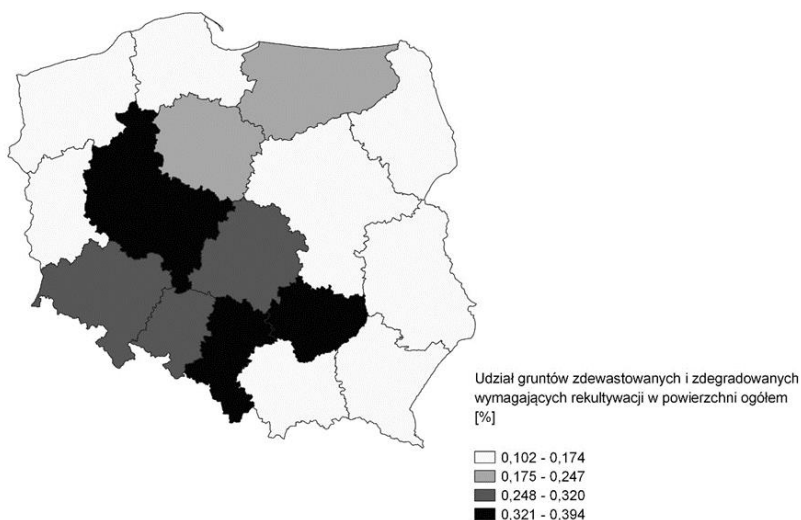 Udział gruntów zdewastowanych i zdegradowanych
wymagających rekultywacji w powierzchni ogółem
[%]
0,102 - 0,174
0,175 - 0,247
0,248 - 0,320
0,321 - 0,394